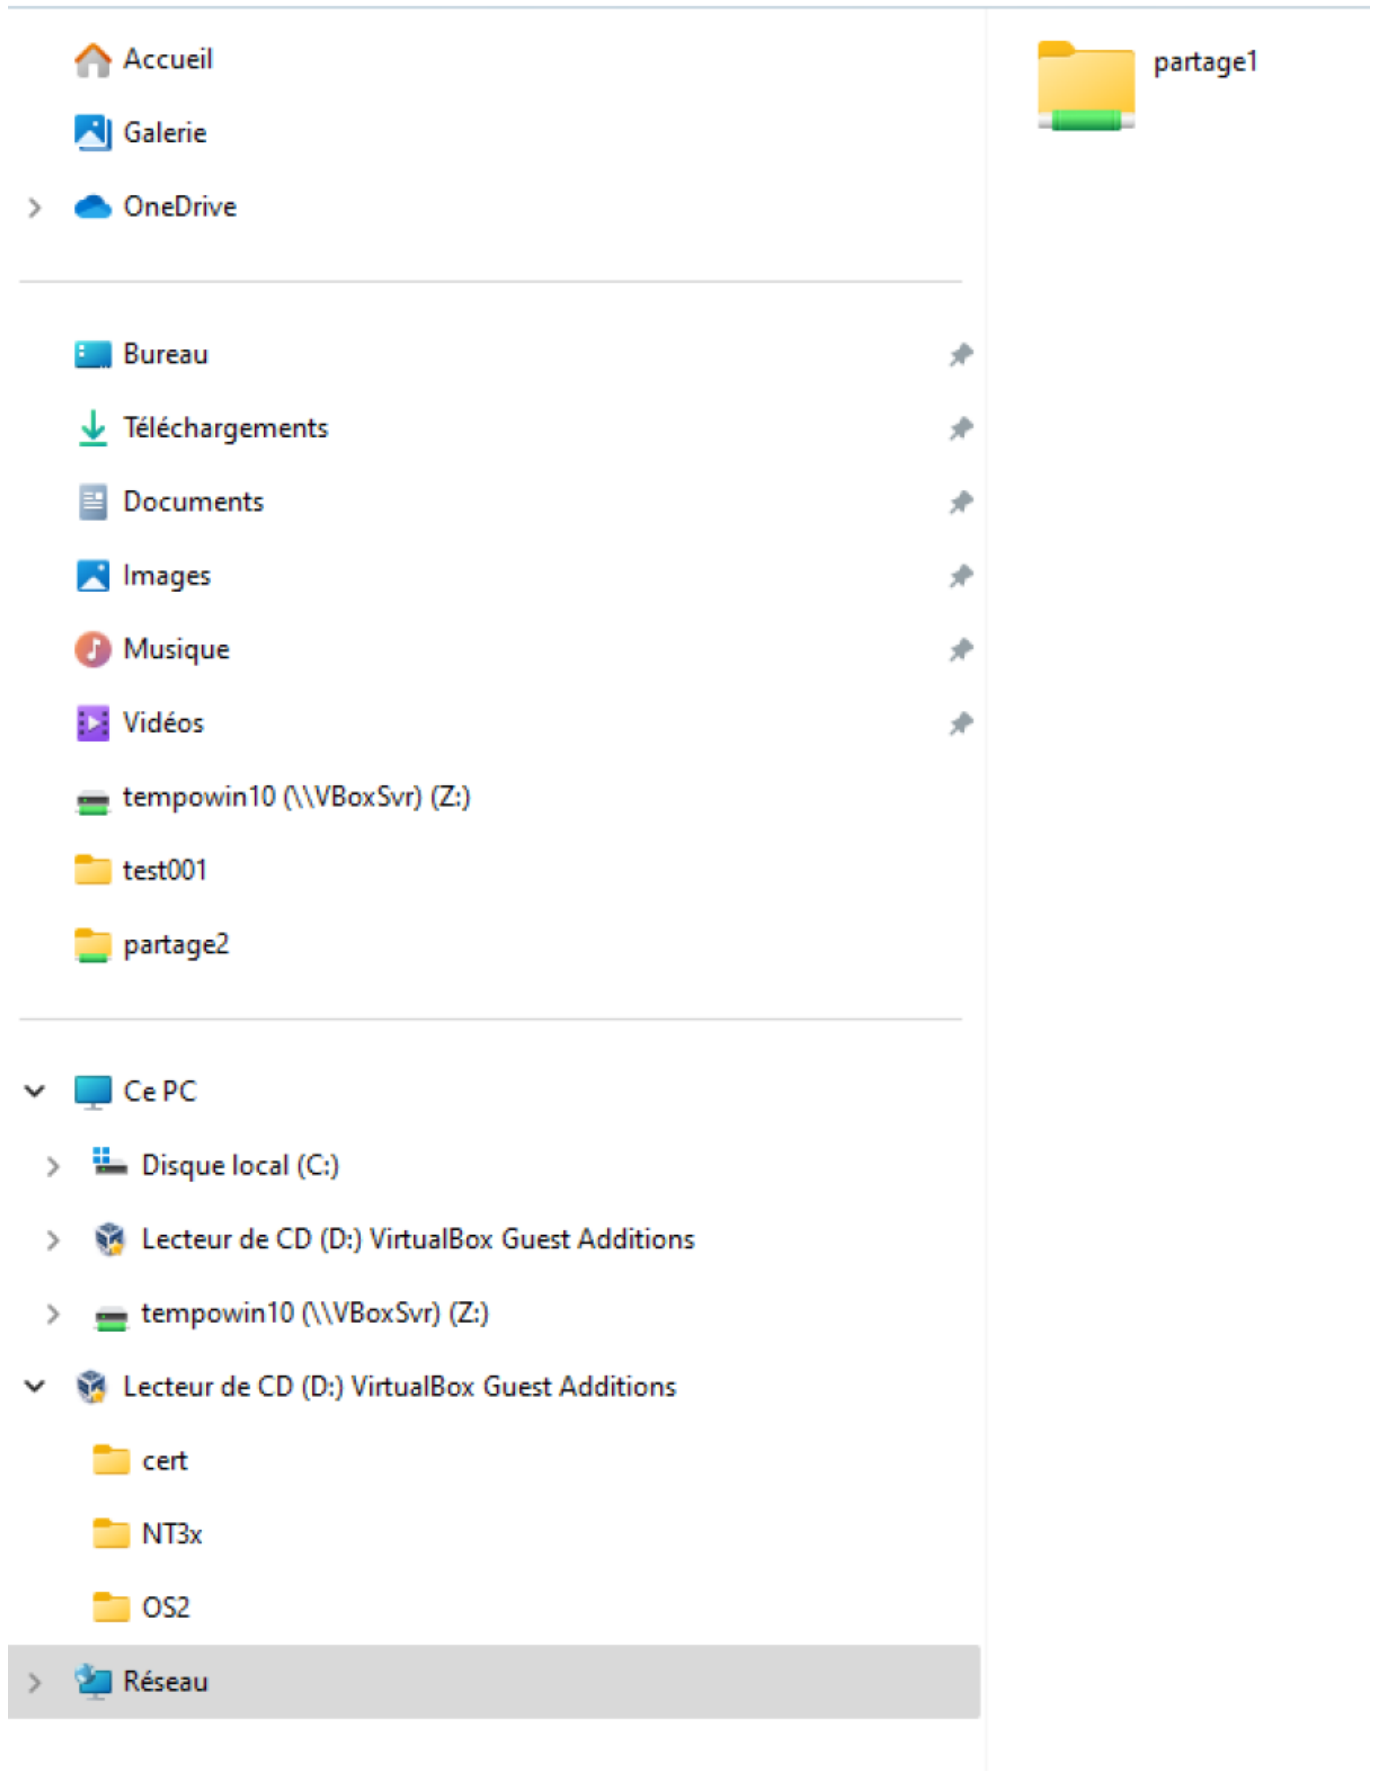 Accueil
Galerie
OneDrive
Bureau
Téléchargements
Documents
Images
Musique
Vidéos
tempowin10 (\\VBoxSvr) (Z:)
test001
partage2
Ce PC
Disque local (C:)
Lecteur de CD (D:) VirtualBox Guest Additions
tempowin10 (\\VBoxSvr) (Z:)
Lecteur de CD (D:) VirtualBox Guest Additions
cert
NT3x
OS2
Réseau
partage1